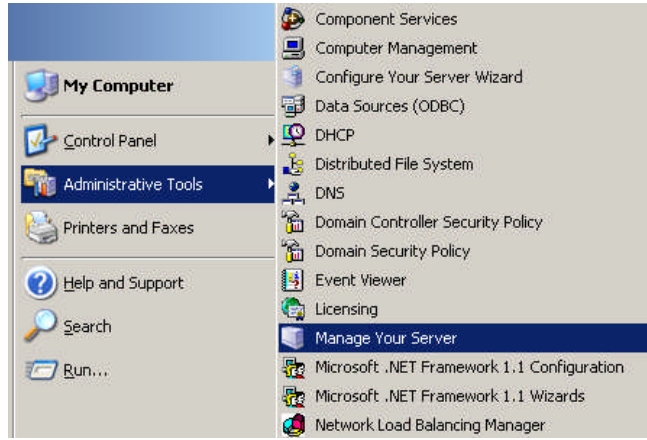 My Computer
Control Panel
Administrative Tools
Printers and Faxes
Help and Support
Search
Run...
Component Services
Computer Management
Configure Your Server Wizard
Data Sources (ODBC)
DHCP
Distributed File System
DNS
Domain Controller Security Policy
Domain Security Policy
Event Viewer
Licensing
Manage Your Server
Microsoft .NET Framework 1.1 Configuration
Microsoft .NET Framework 1.1 Wizards
Network Load Balancing Manager